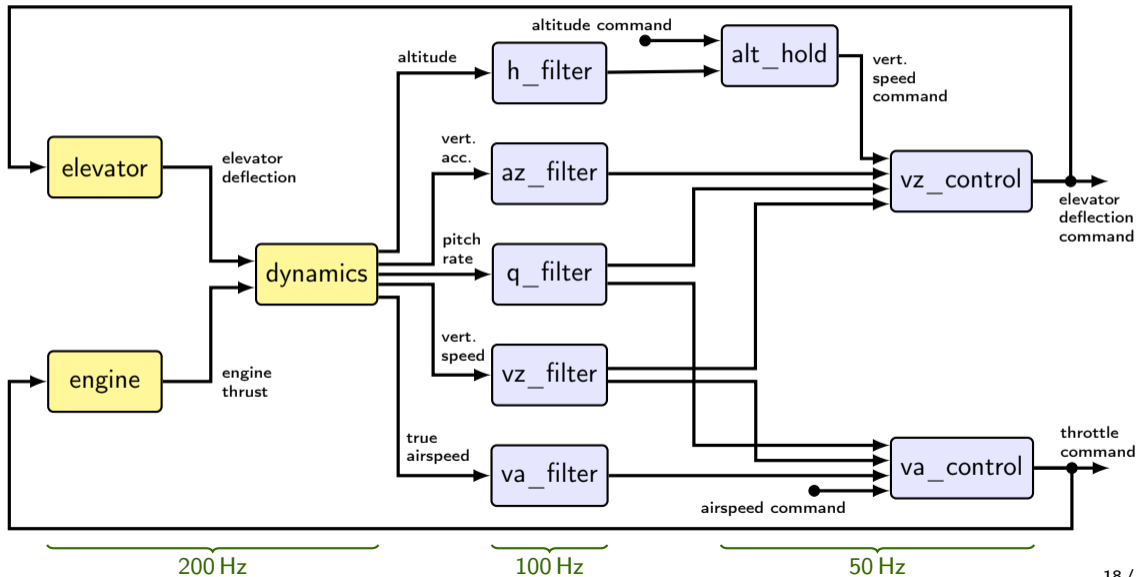 altitude command
altitude
h_filter
alt_hold
vert.
speed
command
elevator
elevator
deflection
vert.
acc.
az_filter
vz_control
elevator
deflection
command
dynamics
pitch
rate
q_filter
engine
engine
thrust
vert.
speed
vz_filter
true
airspeed
va_filter
va_control
throttle
command
airspeed command
200 Hz
100 Hz
50 Hz
18 /